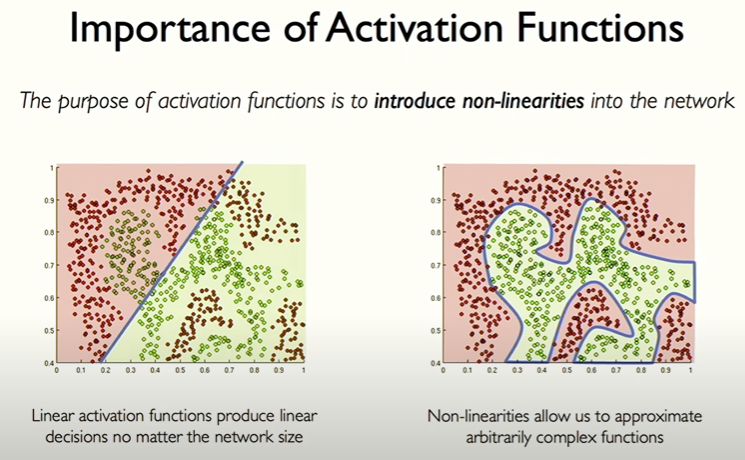 Importance of Activation Functions
The purpose of activation functions is to introduce non-linearities into the network
1
0.9
0.8
0.7
0.6
0.5
0.4
0 0.1 0.2 0.3 0.4 0.5 0.6 0.7 0.8 0.9 1
1
0.9
0.8
0.7
0.6
0.5
0.4
0 0.1 0.2 0.3 0.4 0.5 0.6 0.7 0.8 0.9 1
Linear activation functions produce linear
decisions no matter the network size
Non-linearities allow us to approximate
arbitrarily complex functions